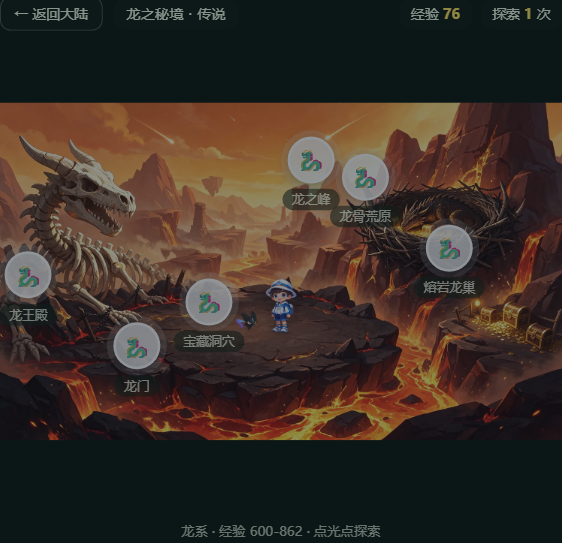 ← 返回大陆 龙之秘境 · 传说 经验 76 探索 1 次
龙之峰
龙骨荒原
熔岩龙巢
龙王殿
宝藏洞穴
龙门
龙系 · 经验 600-862 · 点光点探索